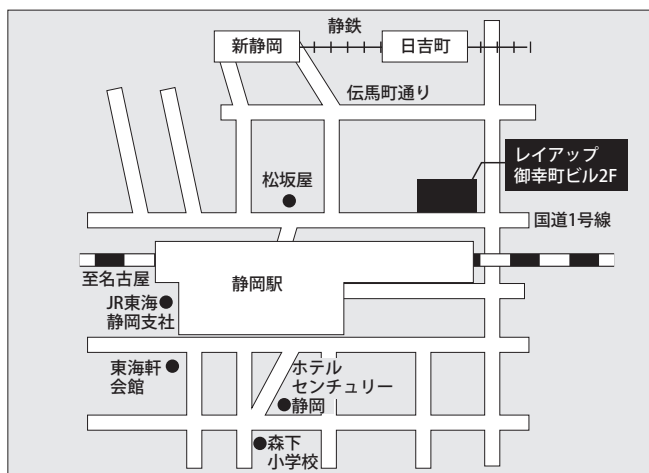 静鉄
新静岡
日吉町
伝馬町通り
レイアップ
御幸町ビル2F
松坂屋
国道1号線
至名古屋
静岡駅
JR東海
静岡支社
東海軒
会館
ホテル
センチュリー
静岡
森下
小学校